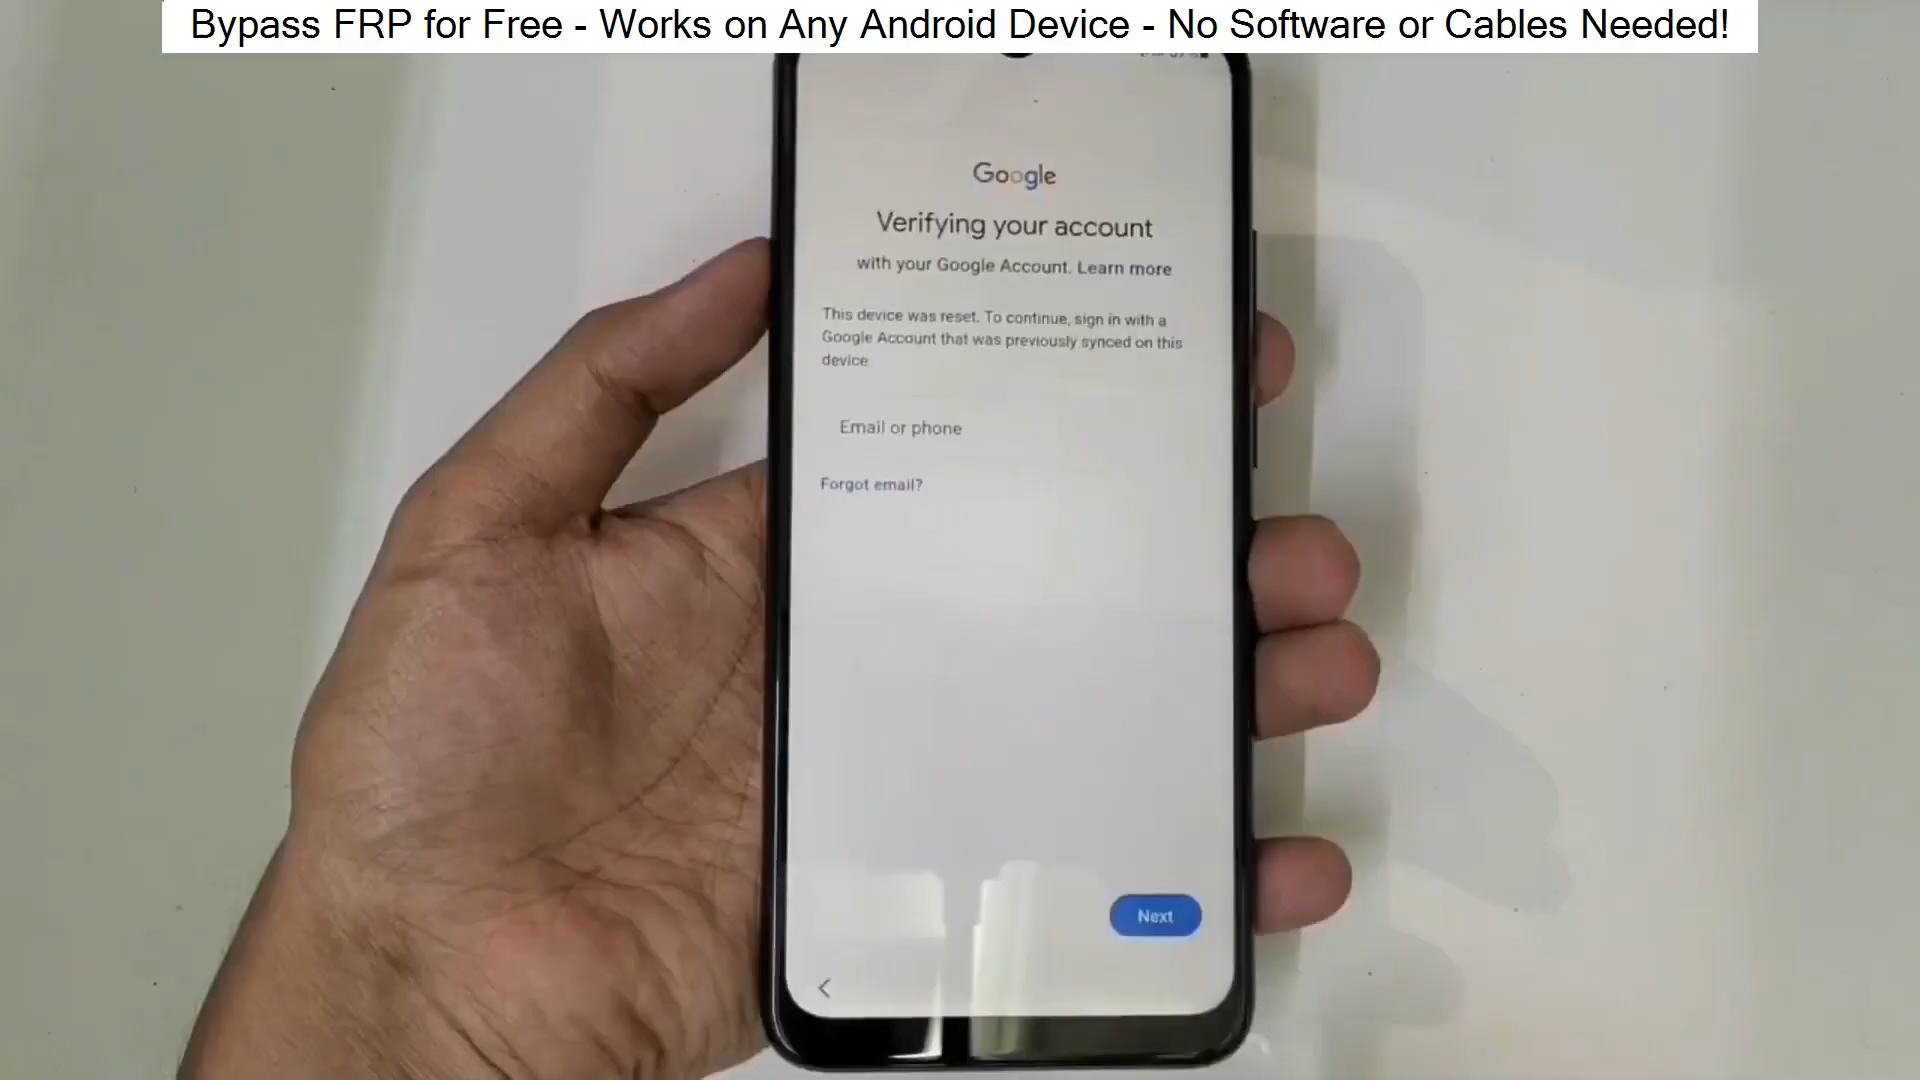 Bypass FRP for Free - Works on Any Android Device - No Software or Cables Needed!
Google
Verifying your account
with your Google Account. Learn more
This device was reset. To continue, sign in with a
Google Account that was previously synced on this
device.
Email or phone
Forgot email?
Next